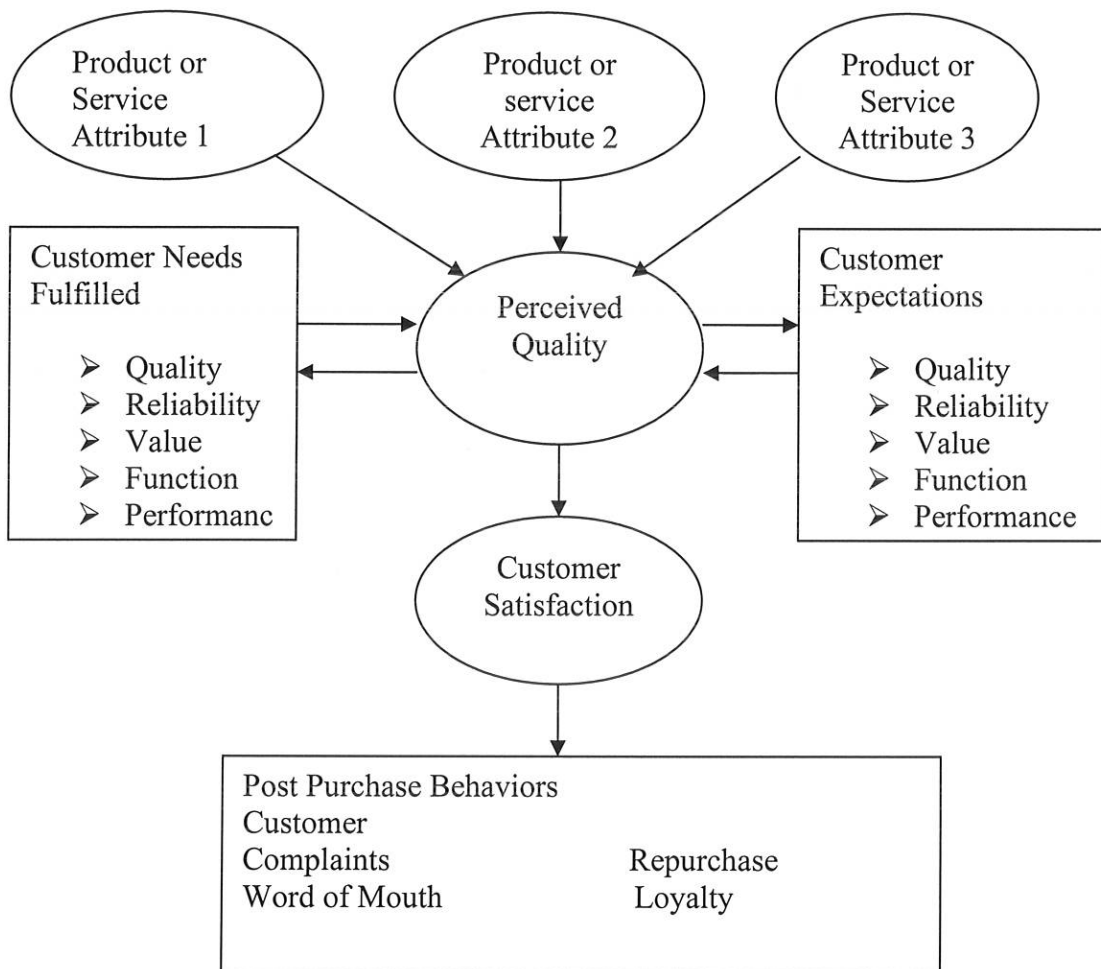 Product or
Service
Attribute 1
Product or
service
Attribute 2
Product or
Service
Attribute 3
Customer Needs
Fulfilled
Quality
Reliability
Value
Function
Performanc
Perceived
Quality
Customer
Expectations
Quality
Reliability
Value
Function
Performance
Customer
Satisfaction
Post Purchase Behaviors
Customer
Complaints Repurchase
Word of Mouth Loyalty